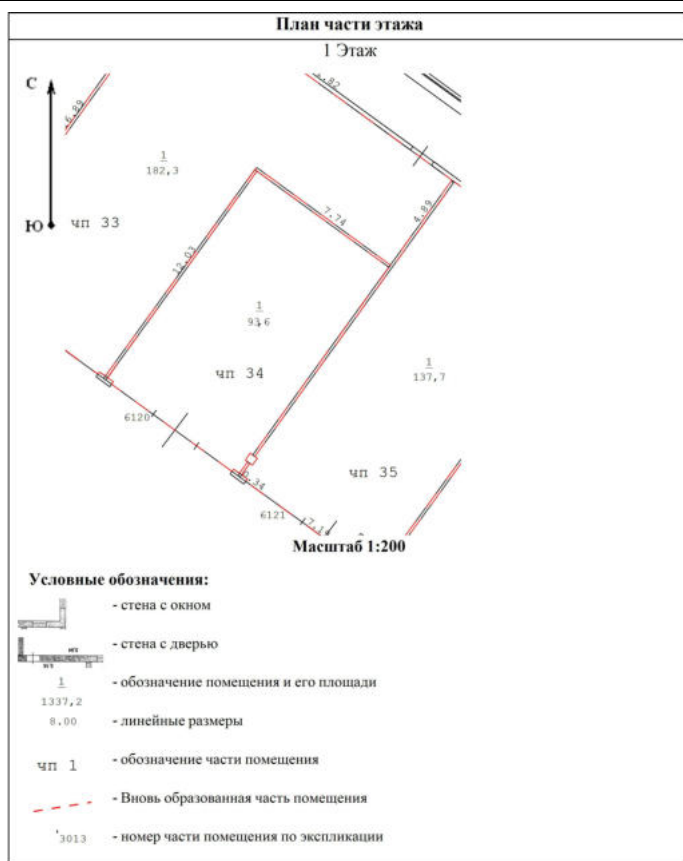 План части этажа
1 Этаж
С
6,89
1
182,3
7,74
4,89
Ю
чп 33
12,03
1
93,6
1
137,7
чп 34
6120
чп 35
6121
Масштаб 1:200
Условные обозначения:
- стена с окном
- стена с дверью
1
1337,2
- обозначение помещения и его площади
8.00
- линейные размеры
чп 1
- обозначение части помещения
- Вновь образованная часть помещения
3013
- номер части помещения по экспликации